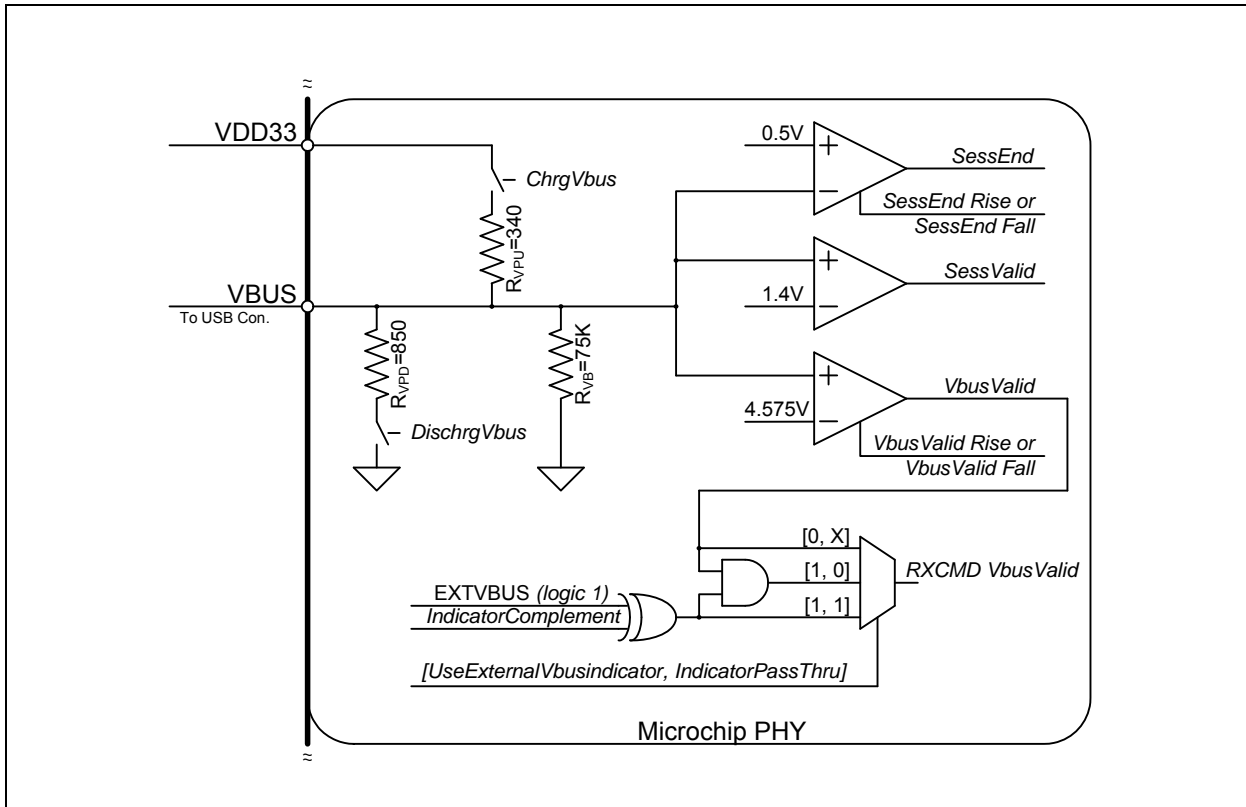 ≈
VDD33
0.5V
+
−
SessEnd
SessEnd Rise or
SessEnd Fall
ChrgVbus
RVPU=340
+
−
1.4V
SessValid
VBUS
To USB Con.
RVPD=850
RVB=75K
DischrgVbus
+
−
4.575V
VbusValid
VbusValid Rise or
VbusValid Fall
[0, X]
[1, 0]
[1, 1]
RXCMD VbusValid
EXTVBUS (logic 1)
IndicatorComplement
[UseExternalVbusindicator, IndicatorPassThru]
Microchip PHY
≈